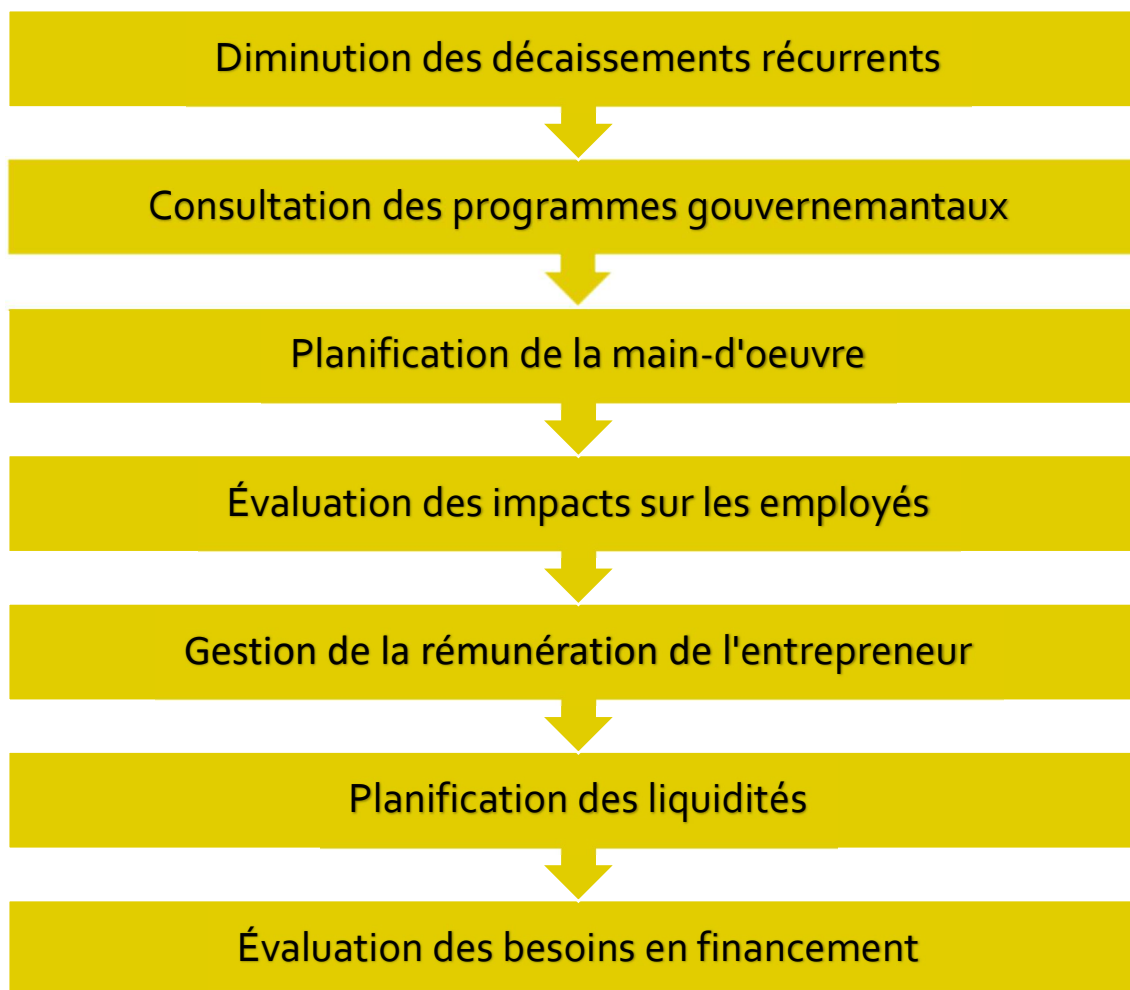 Diminution des décaissements récurrents
Consultation des programmes gouvernemantaux
Planification de la main-d'oeuvre
Évaluation des impacts sur les employés
Gestion de la rémunération de l'entrepreneur
Planification des liquidités
Évaluation des besoins en financement